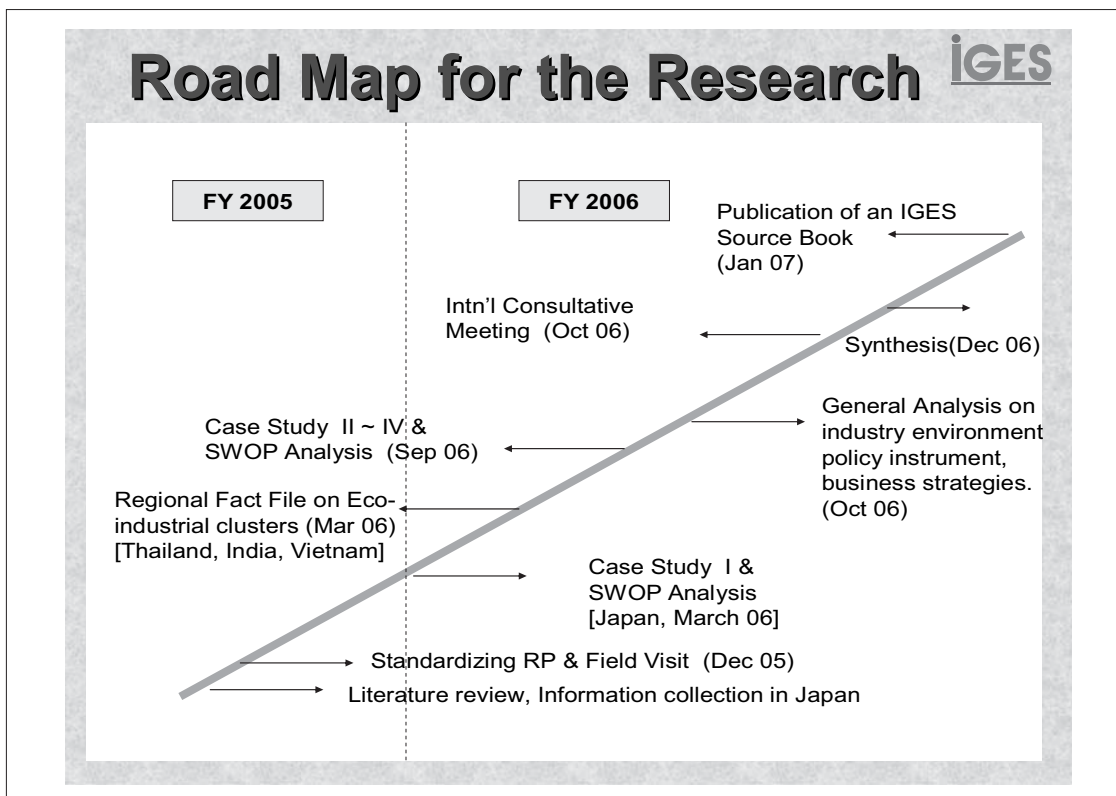 Road Map for the Research
iGES
FY 2005
FY 2006
Publication of an IGES
Source Book
(Jan 07)
Intn'l Consultative
Meeting (Oct 06)
Synthesis(Dec 06)
Case Study II ~ IV &
SWOP Analysis (Sep 06)
General Analysis on
industry environment
policy instrument,
business strategies.
(Oct 06)
Regional Fact File on Eco-
industrial clusters (Mar 06)
[Thailand, India, Vietnam]
Case Study I &
SWOP Analysis
[Japan, March 06]
Standardizing RP & Field Visit (Dec 05)
Literature review, Information collection in Japan